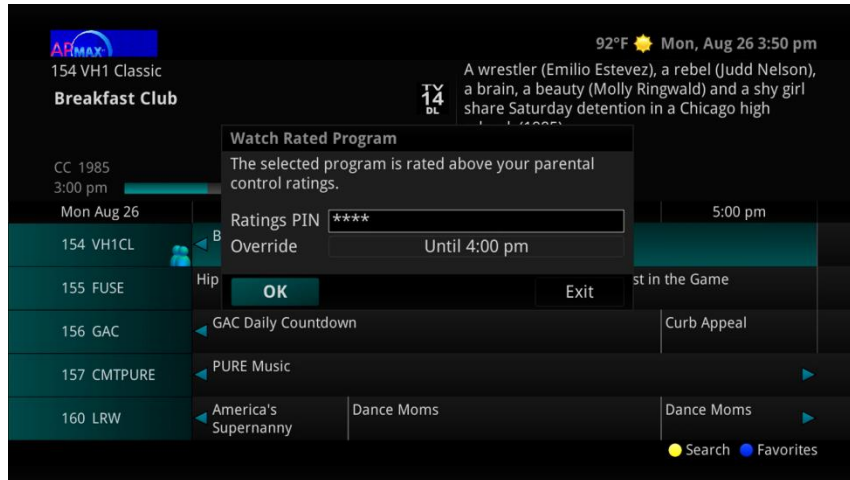 APMAX
92°F Mon, Aug 26 3:50 pm
154 VH1 Classic
Breakfast Club
TV
14
DL
A wrestler (Emilio Estevez), a rebel (Judd Nelson),
a brain, a beauty (Molly Ringwald) and a shy girl
share Saturday detention in a Chicago high
CC 1985
3:00 pm
Watch Rated Program
The selected program is rated above your parental
control ratings.
Ratings PIN ****
Override Until 4:00 pm
OK Exit
Mon Aug 26 5:00 pm
154 VH1CL B
155 FUSE Hip st in the Game
156 GAC GAC Daily Countdown Curb Appeal
157 CMTPURE PURE Music
160 LRW America's Supernanny Dance Moms Dance Moms
Search Favorites